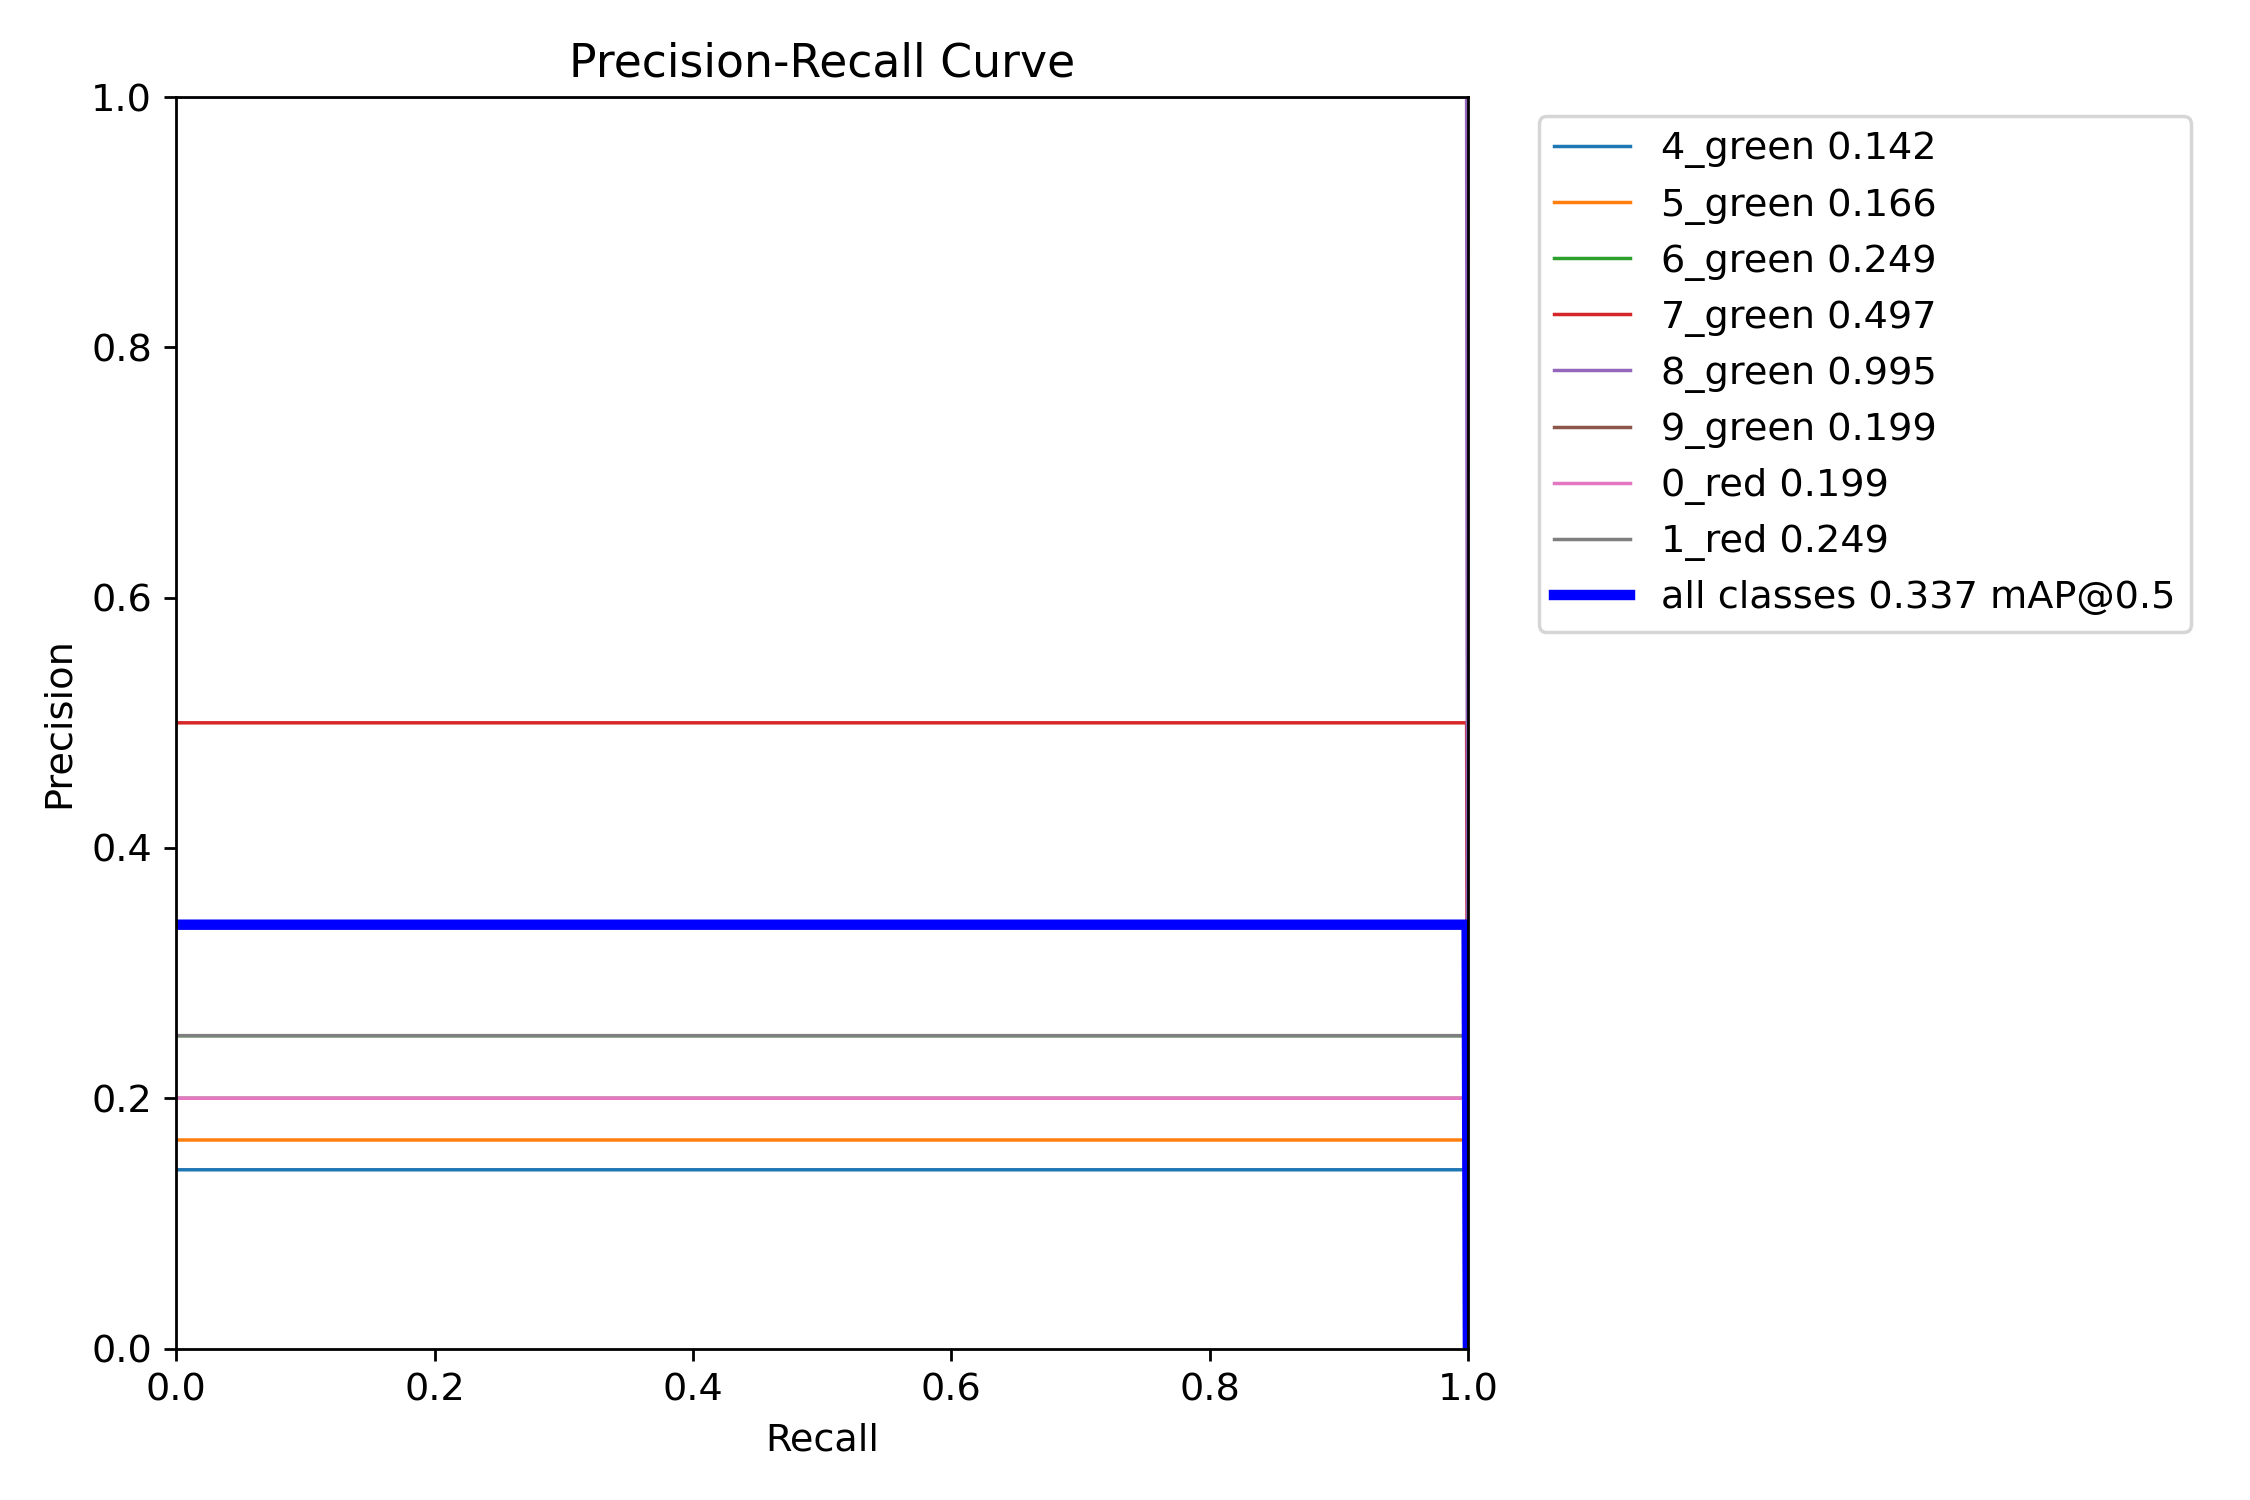 Precision-Recall Curve
1.0
0.8
0.6
0.4
0.2
0.0
Precision
0.0 0.2 0.4 0.6 0.8 1.0
Recall
4_green 0.142
5_green 0.166
6_green 0.249
7_green 0.497
8_green 0.995
9_green 0.199
0_red 0.199
1_red 0.249
all classes 0.337 mAP@0.5